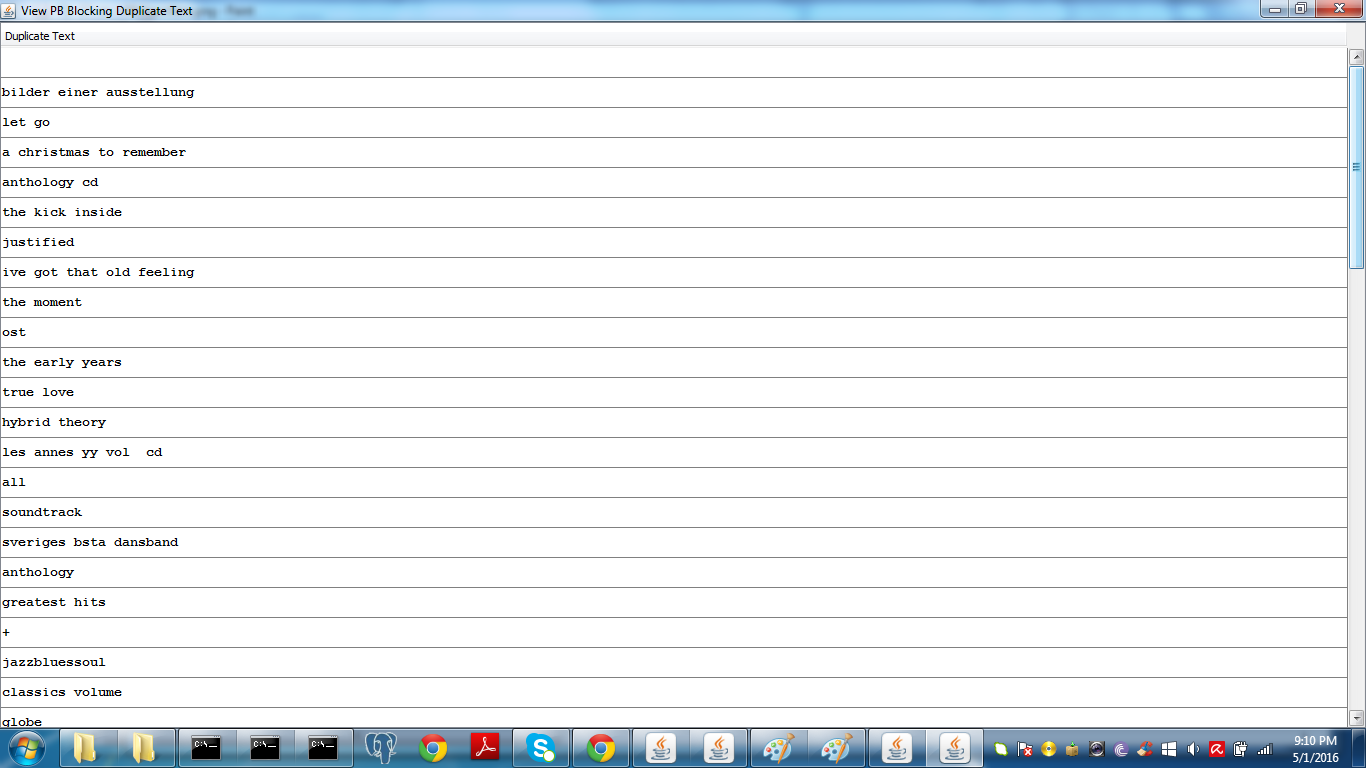 View PB Blocking Duplicate Text
Duplicate Text
bilder einer ausstellung
let go
a christmas to remember
anthology cd
the kick inside
justified
ive got that old feeling
the moment
ost
the early years
true love
hybrid theory
les annes yy vol  cd
all
soundtrack
sveriges bsta dansband
anthology
greatest hits
+
jazzbluessoul
classics volume
globe
C:\_ C:\_ C:\_
9:10 PM
5/1/2016